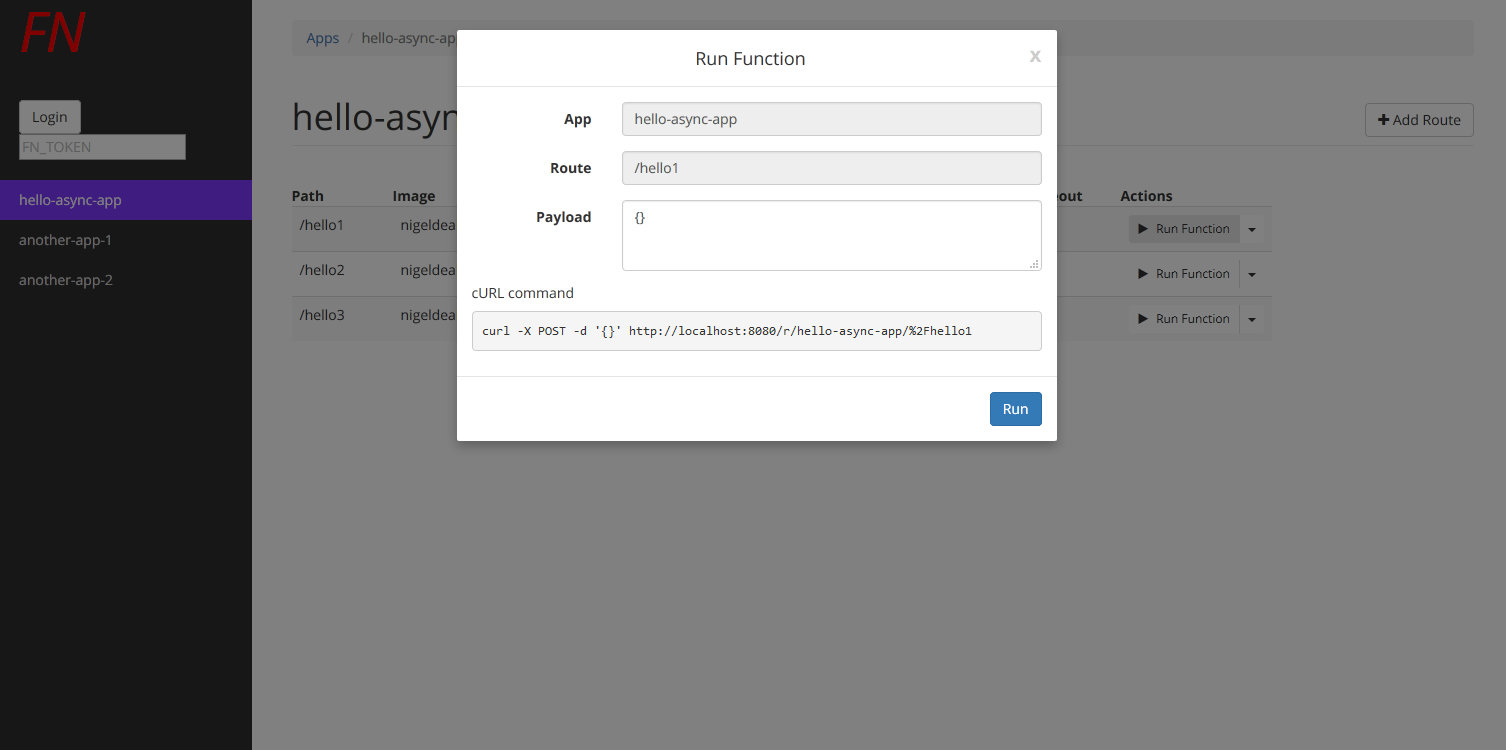 FN
Login
FN_TOKEN
hello-async-app
another-app-1
another-app-2
Apps / hello-async-ap
hello-asyn
Add Route
Path Image out Actions
/hello1 nigeldea Run Function
/hello2 nigeldea Run Function
/hello3 nigeldea Run Function
Run Function
x
App hello-async-app
Route /hello1
Payload {}
cURL command
curl -X POST -d '{}' http://localhost:8080/r/hello-async-app/%2Fhello1
Run